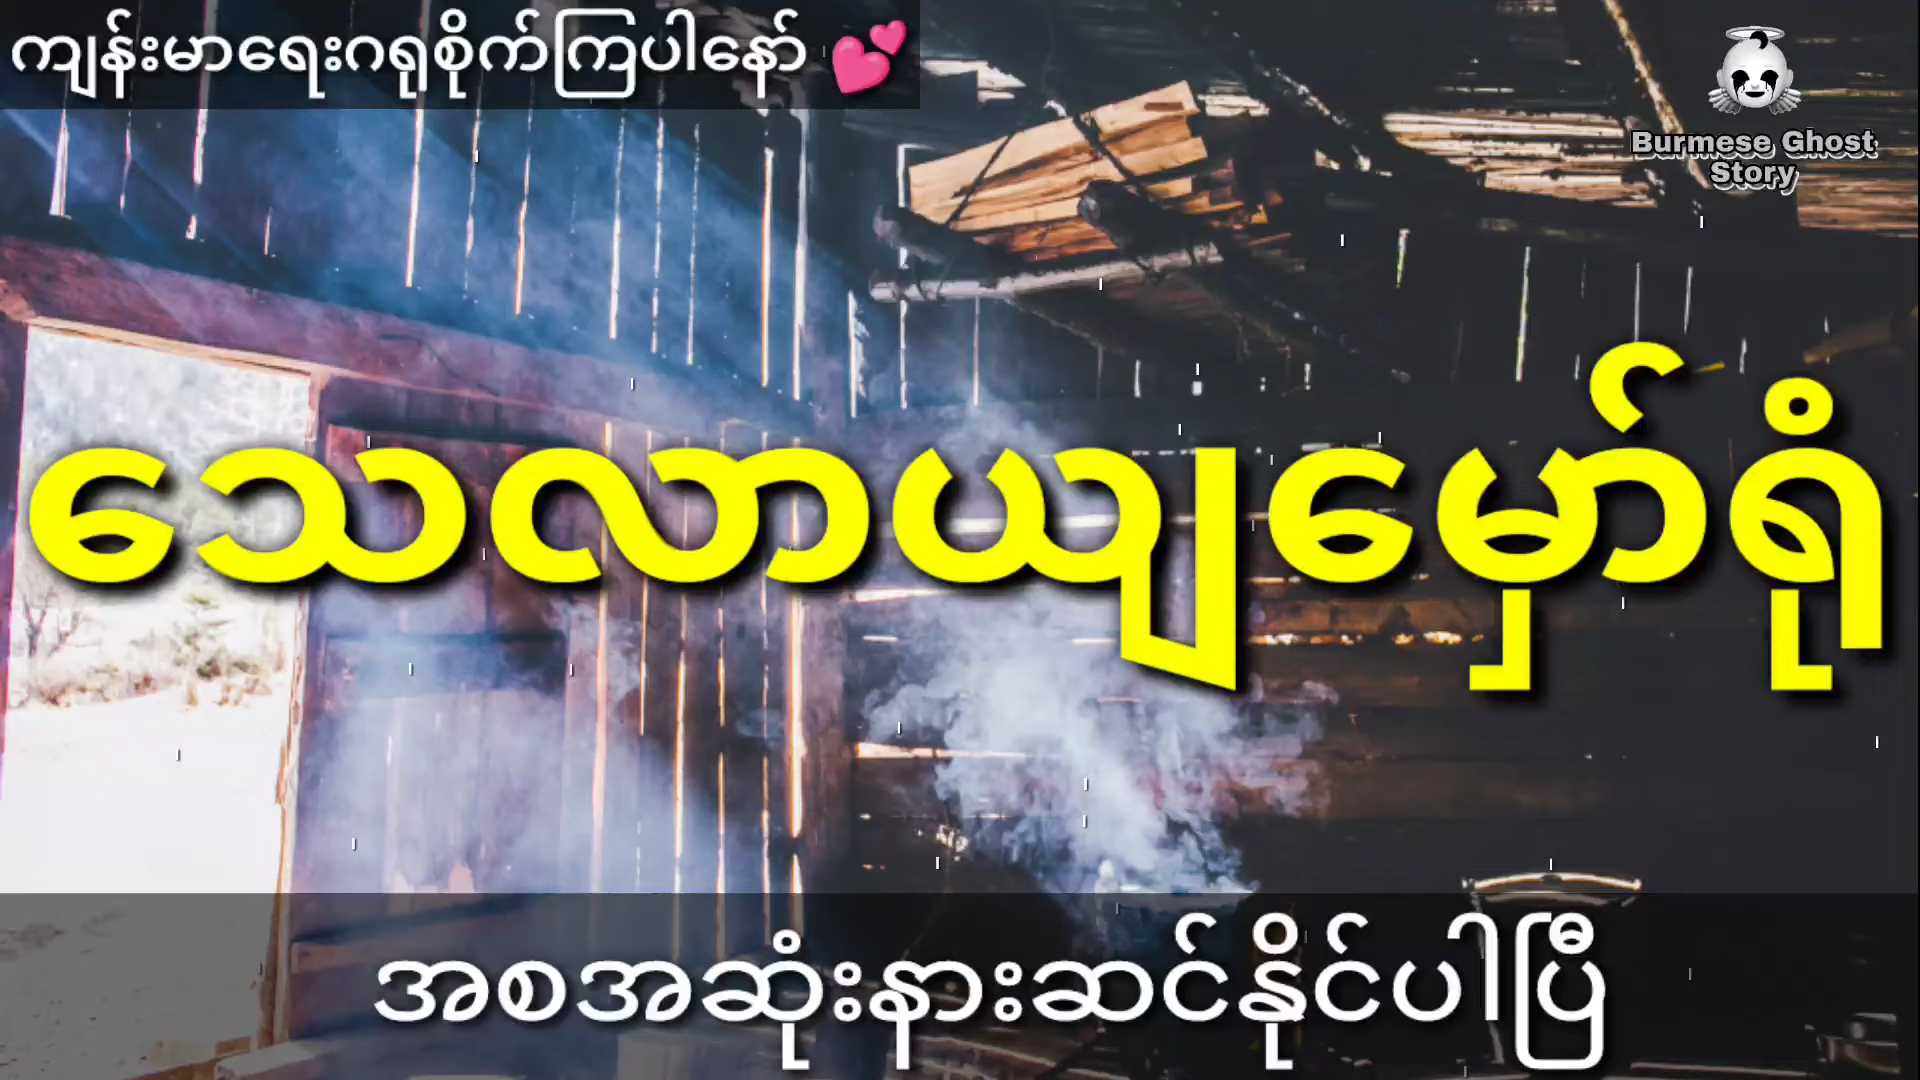 ကျန်းမာရေးဂရုစိုက်ကြပါနော် 💕
Burmese Ghost
Story
သေလာယျမှော်ရုံ
အစအဆုံးနားဆင်နိုင်ပါပြီ